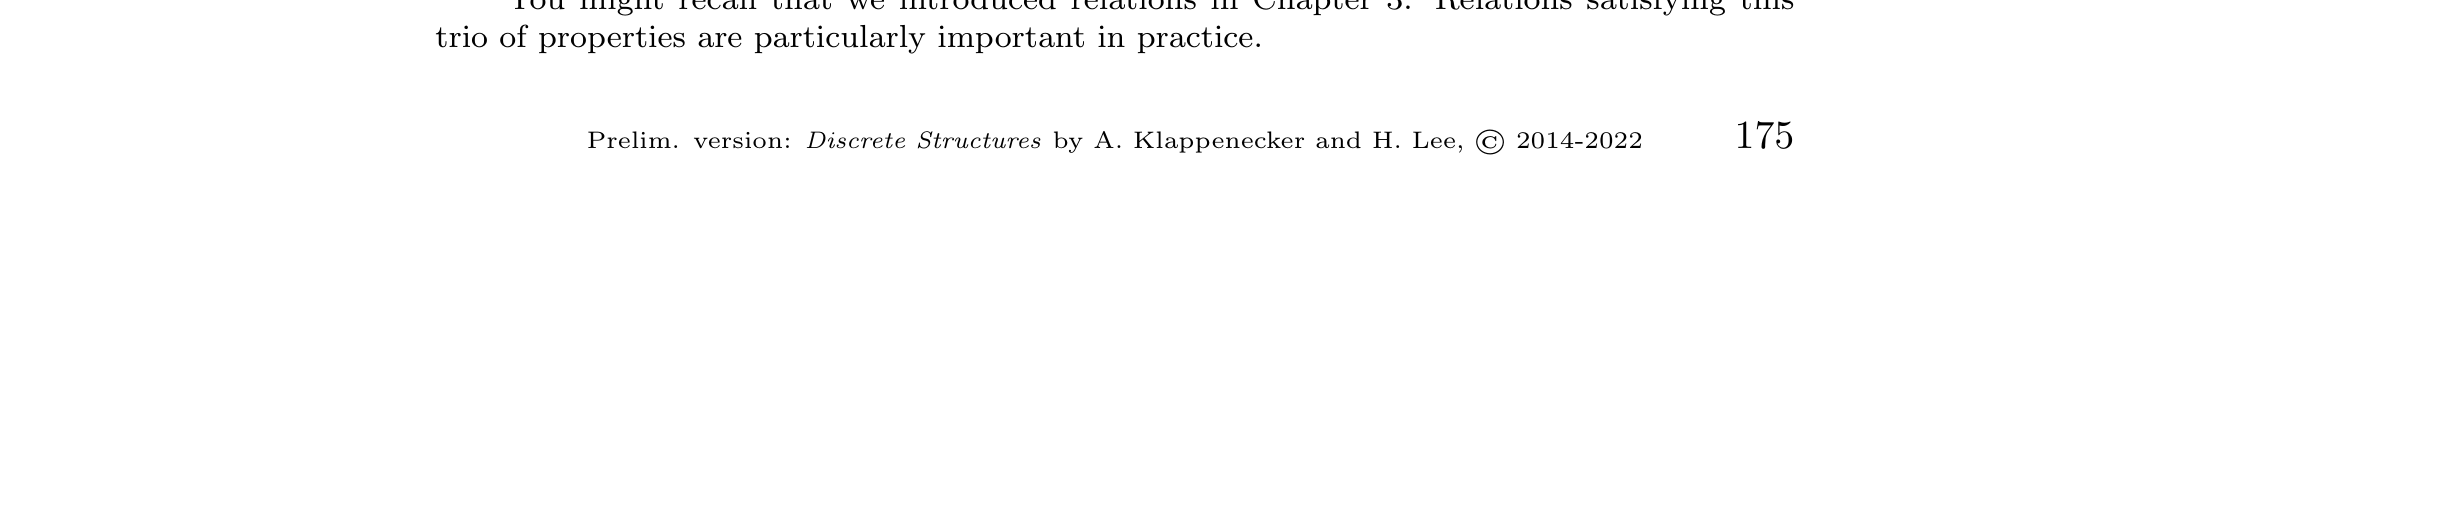 You might recall that we introduced relations in Chapter 3. Relations satisfying this
trio of properties are particularly important in practice.
Prelim. version: Discrete Structures by A. Klappenecker and H. Lee, © 2014-2022 175